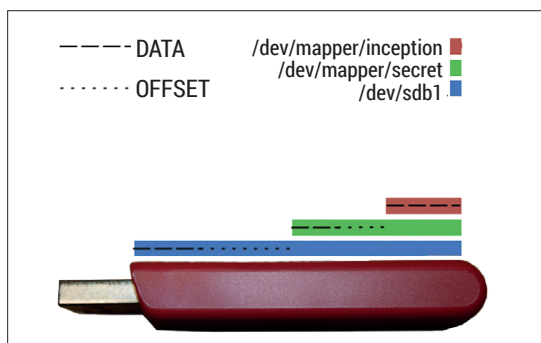 DATA
OFFSET
/dev/mapper/inception
/dev/mapper/secret
/dev/sdb1